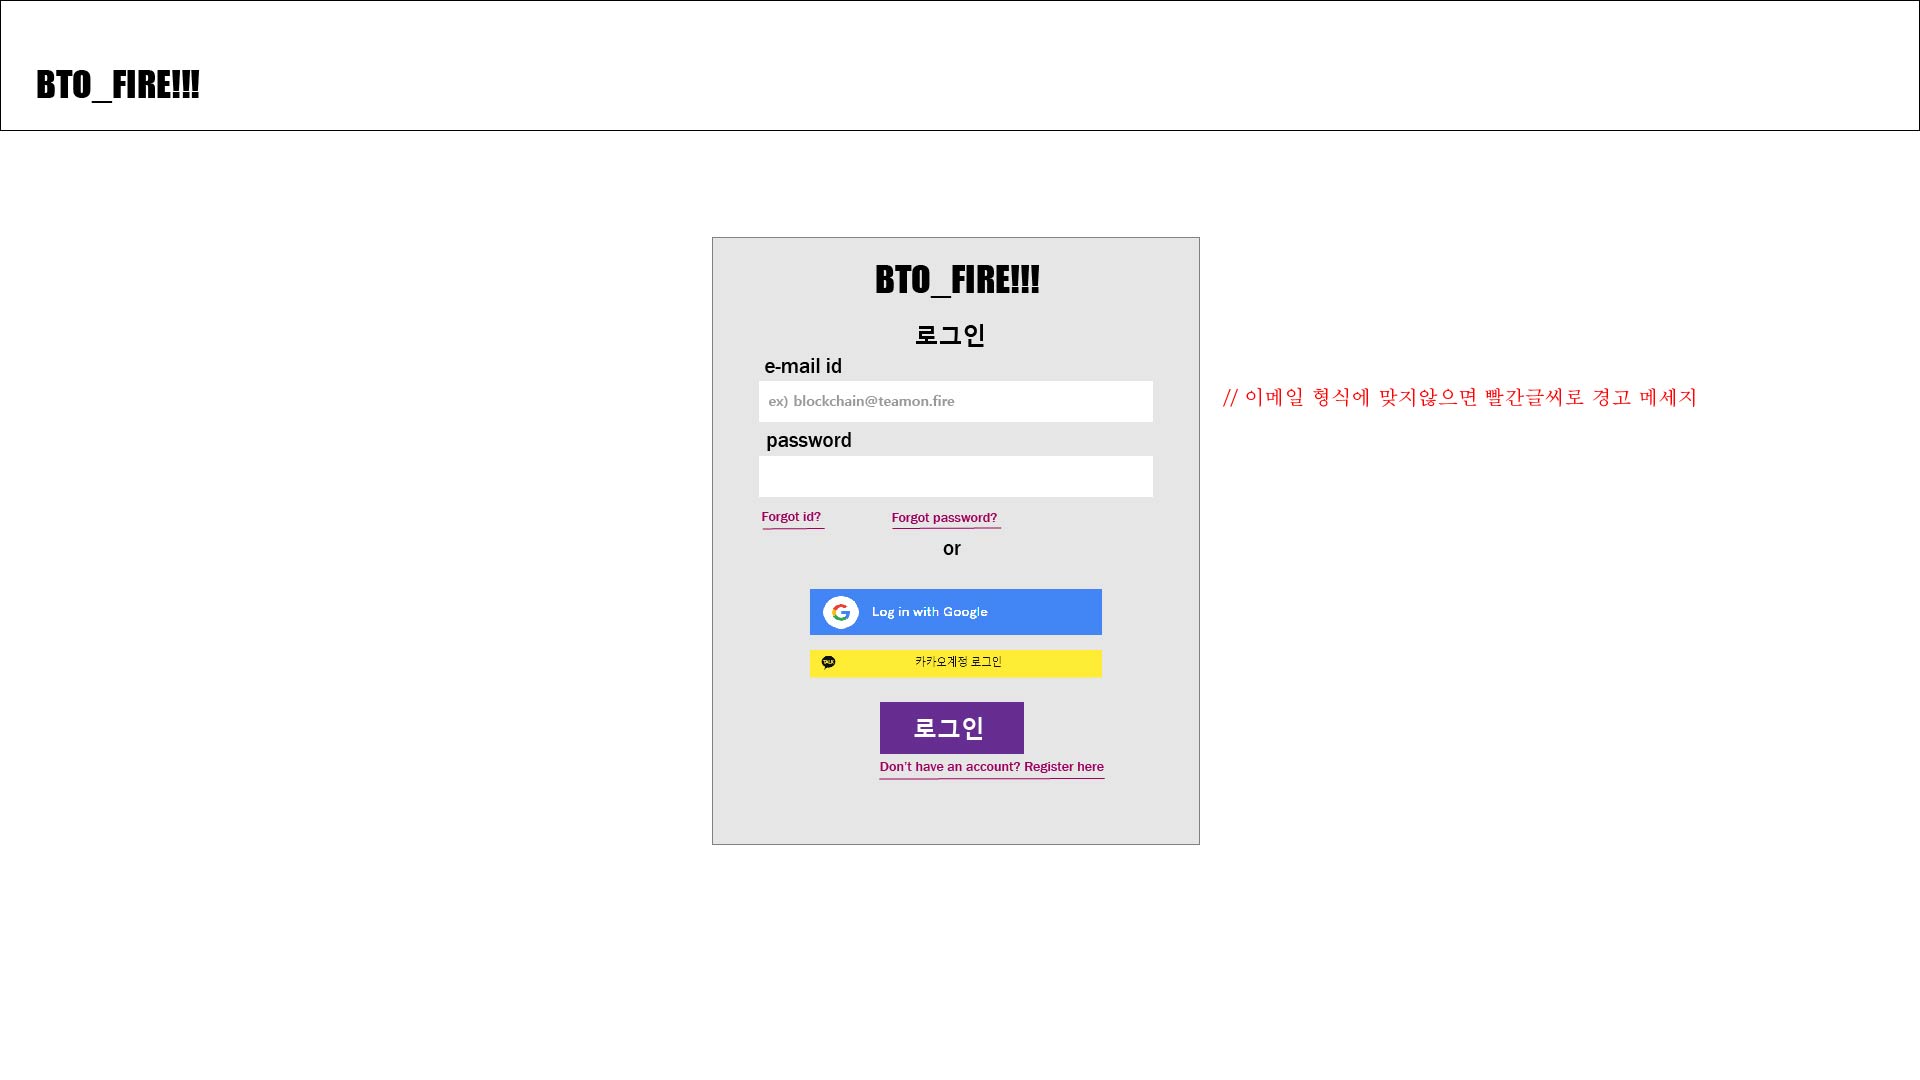 BTO_FIRE!!!
BTO_FIRE!!!
로그인
e-mail id
ex) blockchain@teamon.fire
// 이메일 형식에 맞지않으면 빨간글씨로 경고 메세지
password
Forgot id? Forgot password?
or
G Log in with Google
TALK 카카오계정 로그인
로그인
Don't have an account? Register here